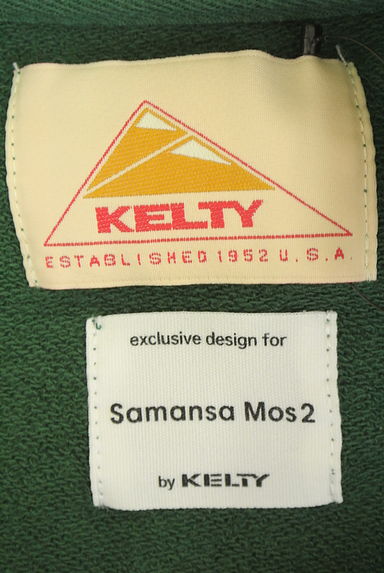 KELTY
ESTABLISHED 1952 U.S.A.
exclusive design for
Samansa Mos2
by KELTY